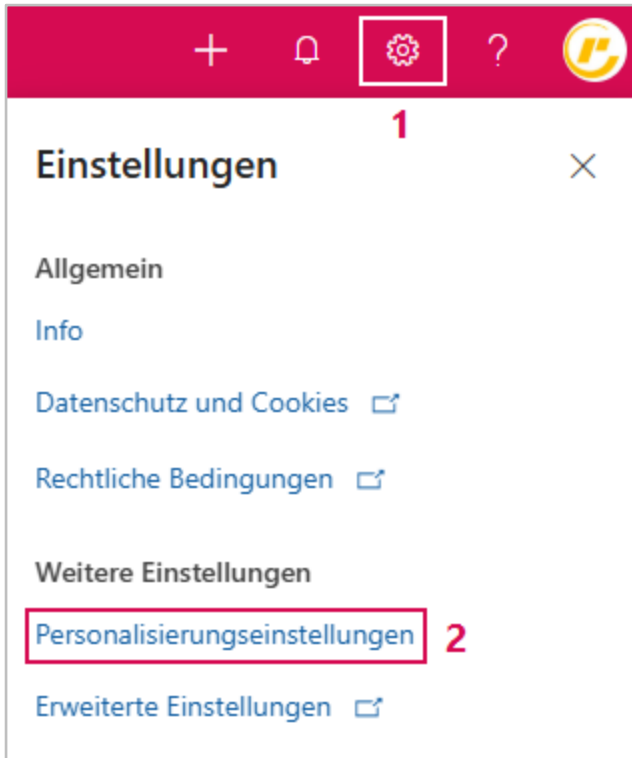 ?
1
Einstellungen
Allgemein
Info
Datenschutz und Cookies
Rechtliche Bedingungen
Weitere Einstellungen
Personalisierungseinstellungen 2
Erweiterte Einstellungen